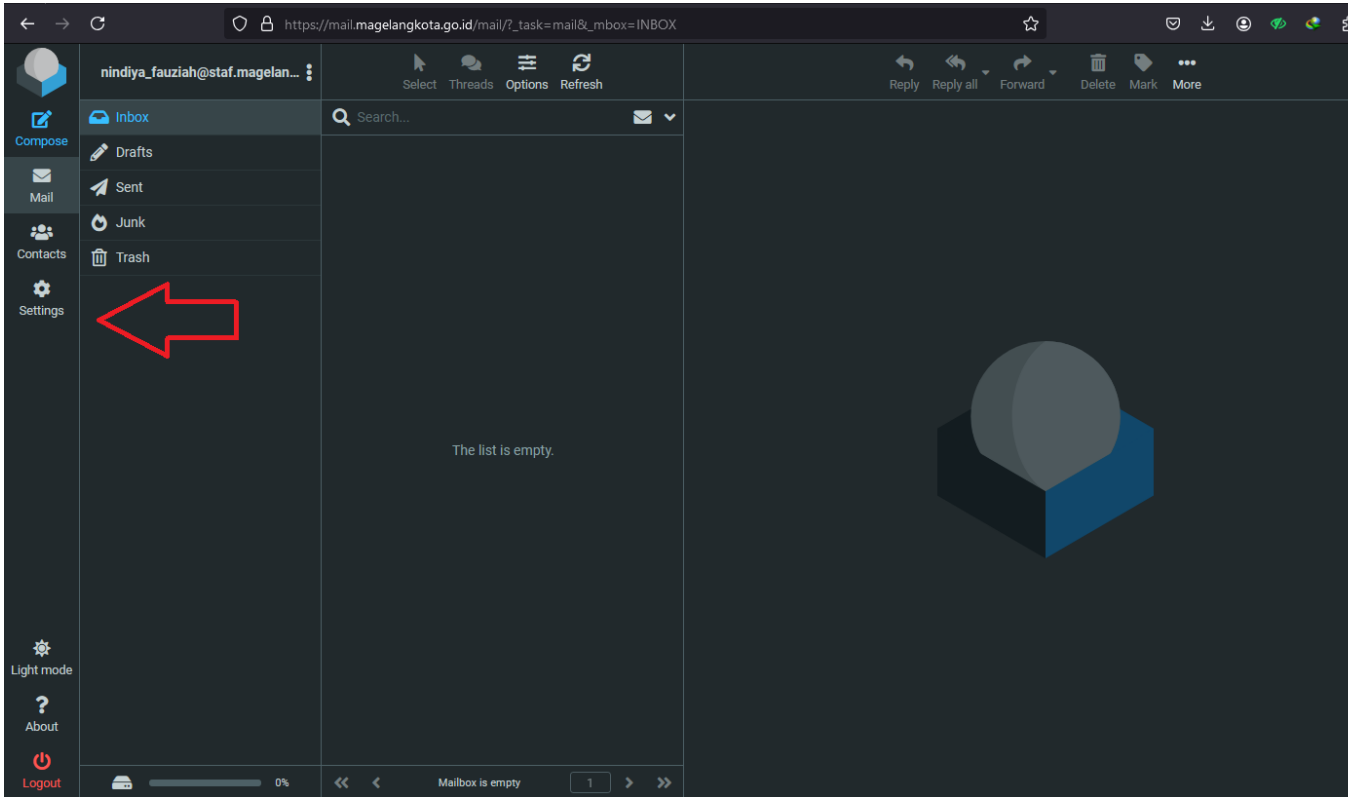 https://mail.magelangkota.go.id/mail/?_task=mail&_mbox=INBOX
nindiya_fauziah@staf.magelan...
Select Threads Options Refresh
Reply Reply all Forward Delete Mark More
Compose
Mail
Contacts
Settings
Inbox
Drafts
Sent
Junk
Trash
Search...
The list is empty.
Light mode
About
Logout
0%
Mailbox is empty 1